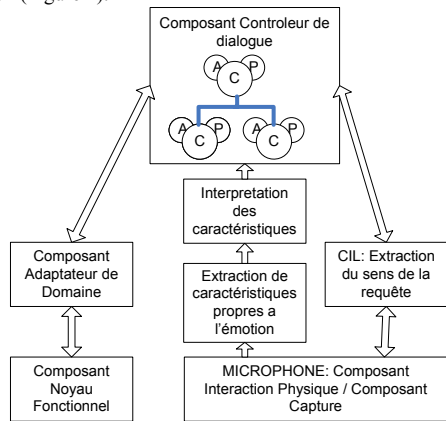 (Figure
Composant Controleur de
dialogue
A
P
C
A
P
C
A
P
C
Interpretation
des
caractéristiques
Composant
Adaptateur de
Domaine
Extraction de
caractéristiques
propres a
l'émotion
CIL: Extraction
du sens de la
requête
Composant
Noyau
Fonctionnel
MICROPHONE: Composant
Interaction Physique / Composant
Capture